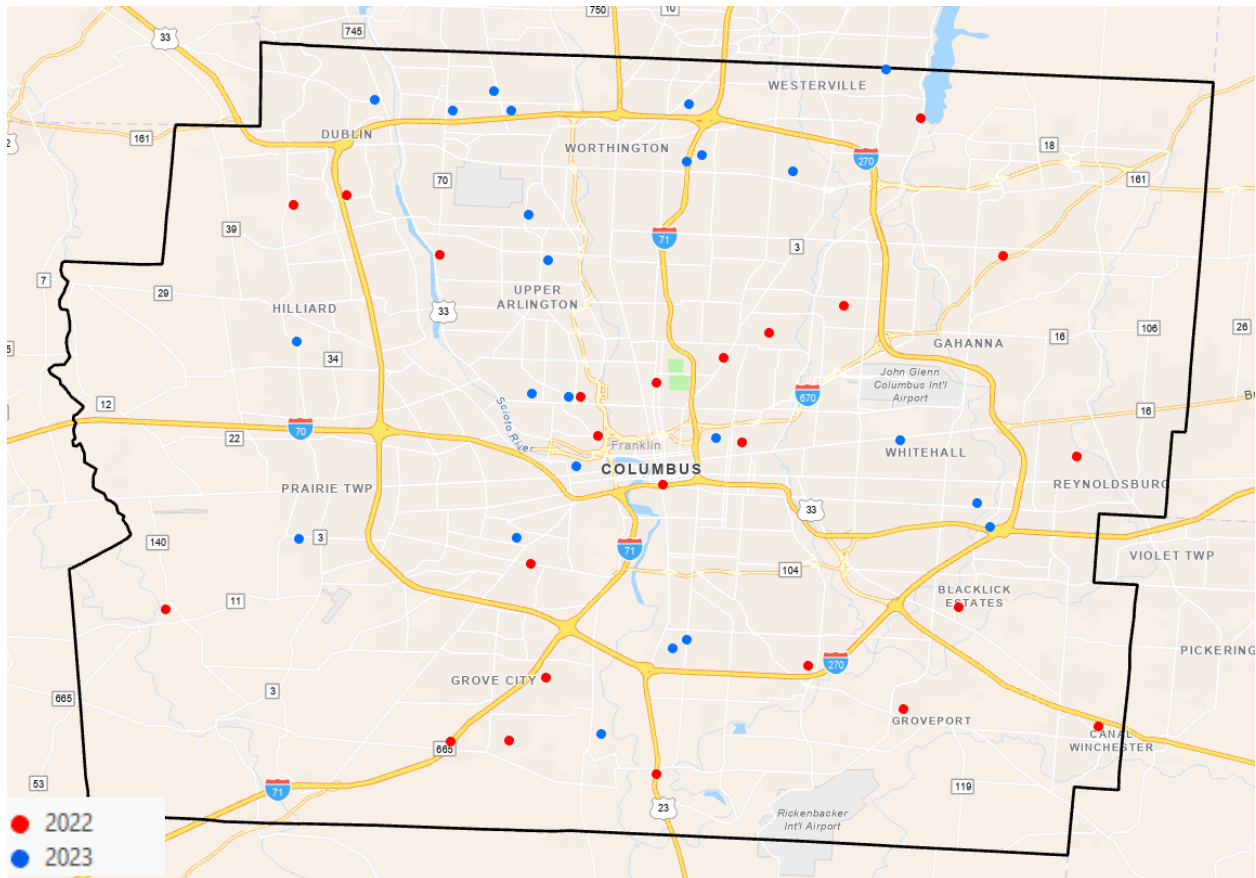 750
10
745
33
WESTERVILLE
161
DUBLIN
WORTHINGTON
270
18
70
161
39
71
3
7
UPPER
ARLINGTON
29
33
HILLIARD
106
26
16
GAHANNA
34
John Glenn
Columbus Int'l
Airport
670
12
Scioto River
16
70
22
Franklin
WHITEHALL
COLUMBUS
PRAIRIE TWP
REYNOLDSBURG
33
140
3
71
VIOLET TWP
104
BLACKLICK
ESTATES
11
PICKERING
270
GROVE CITY
3
665
GROVEPORT
CANAL
WINCHESTER
665
53
71
119
23
Rickenbacker
Int'l Airport
2022
2023